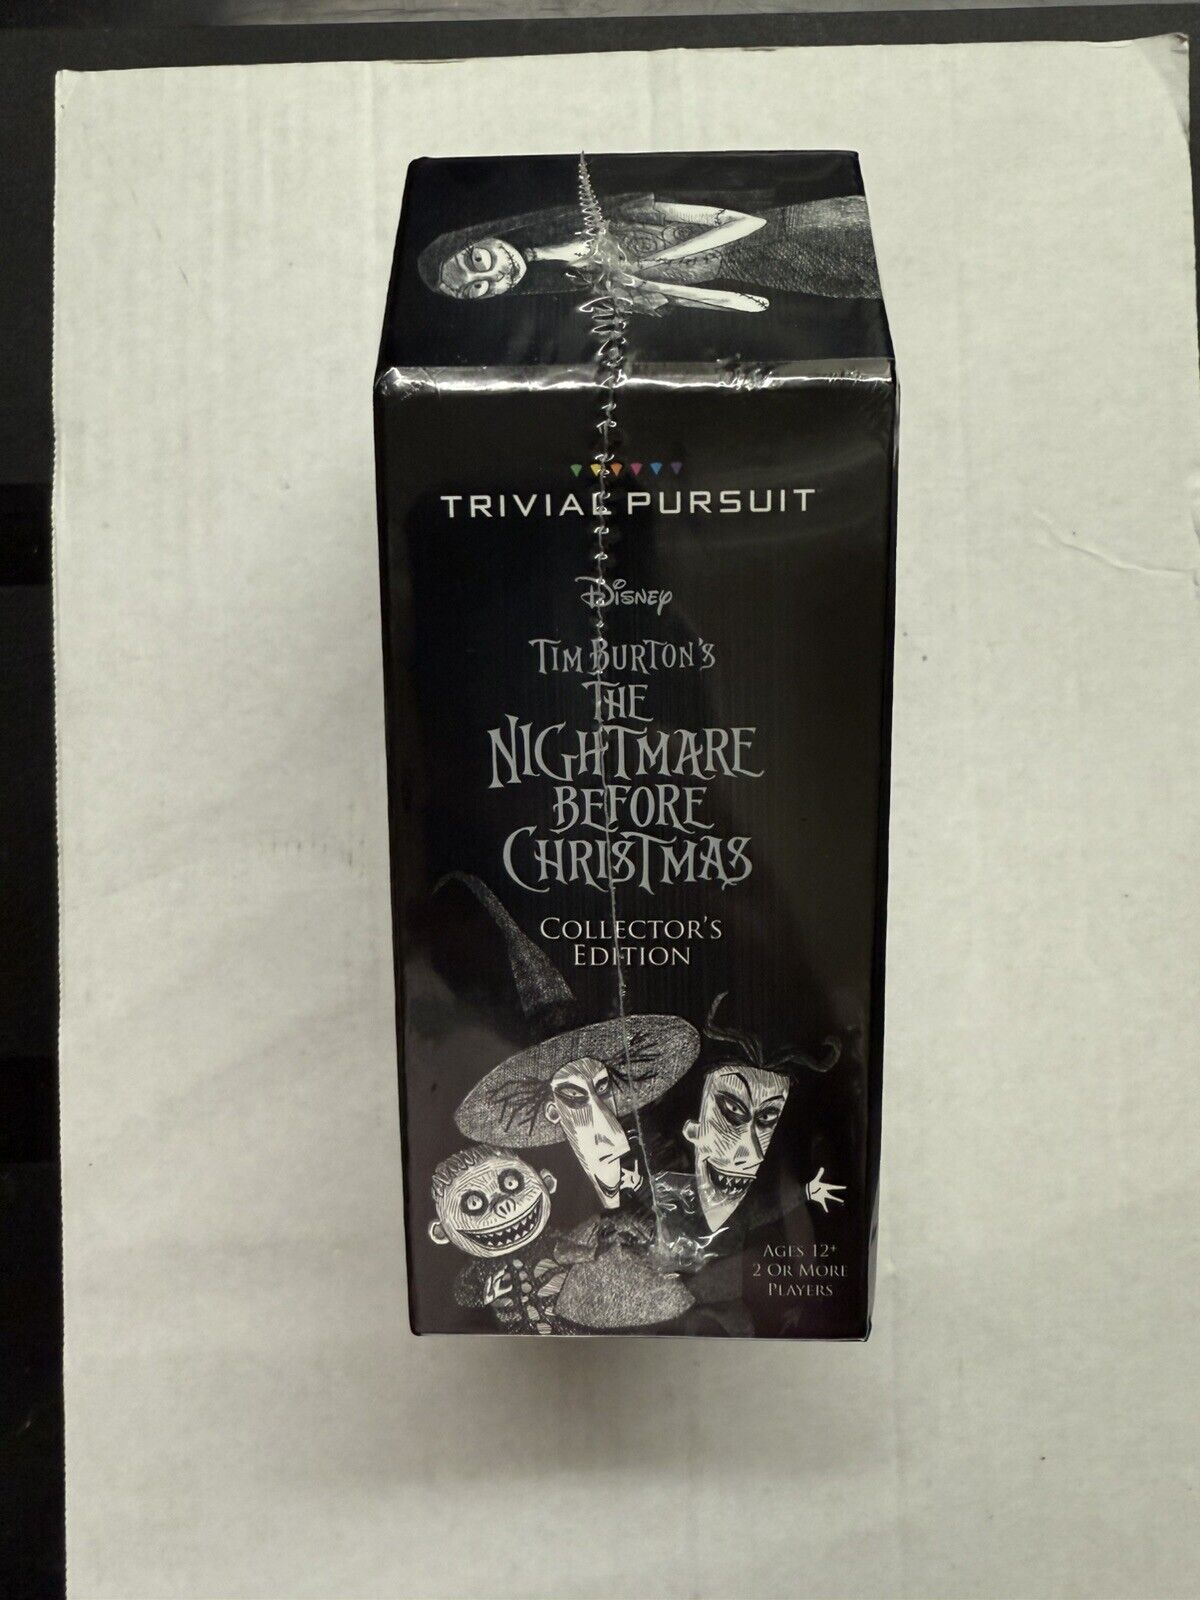 TRIVIAL PURSUIT
Disney
TIM BURTON'S
THE
NIGHTMARE
BEFORE
CHRISTMAS
COLLECTOR'S
EDITION
AGES 12+
2 OR MORE
PLAYERS